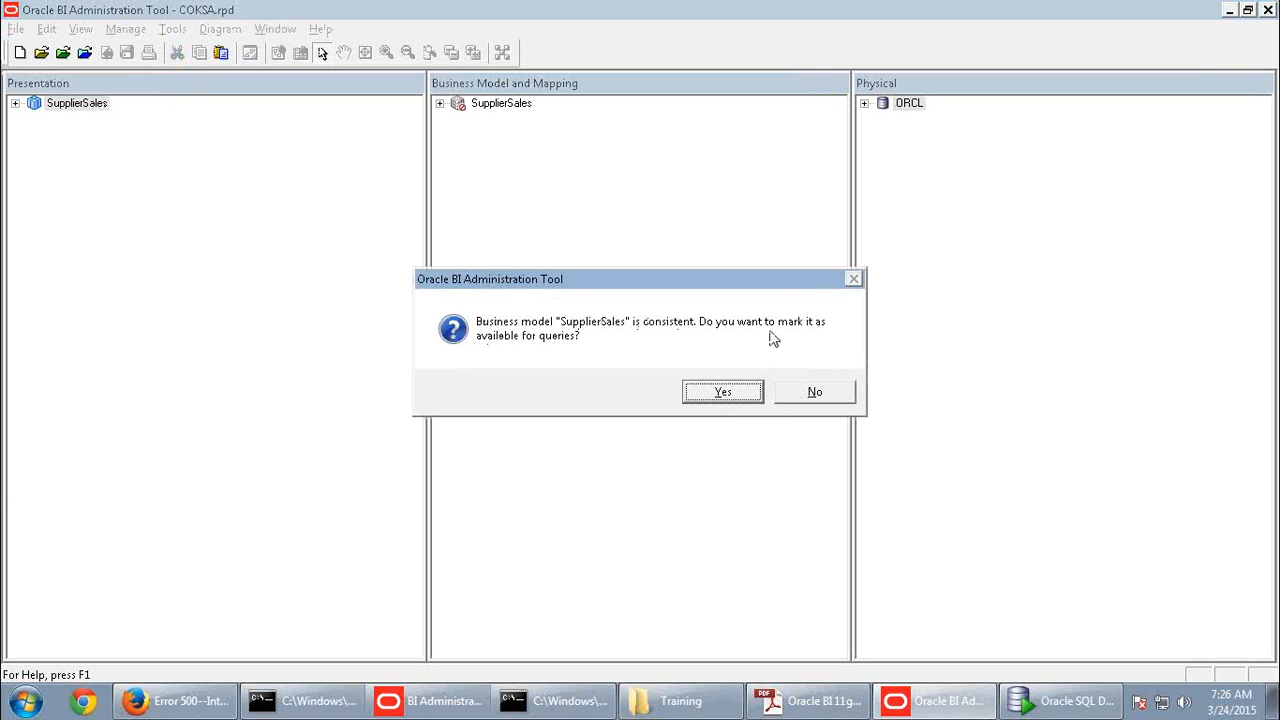 Oracle BI Administration Tool - COKSA.rpd
File Edit View Manage Tools Diagram Window Help
Presentation
Business Model and Mapping
Physical
SupplierSales
SupplierSales
ORCL
Oracle BI Administration Tool
Business model "SupplierSales" is consistent. Do you want to mark it as
available for queries?
Yes
No
For Help, press F1
Error 500--Int...
C:\Windows\...
BI Administra...
C:\Windows\...
Training
Oracle BI 11g...
Oracle BI Ad...
Oracle SQL D...
7:26 AM
3/24/2015